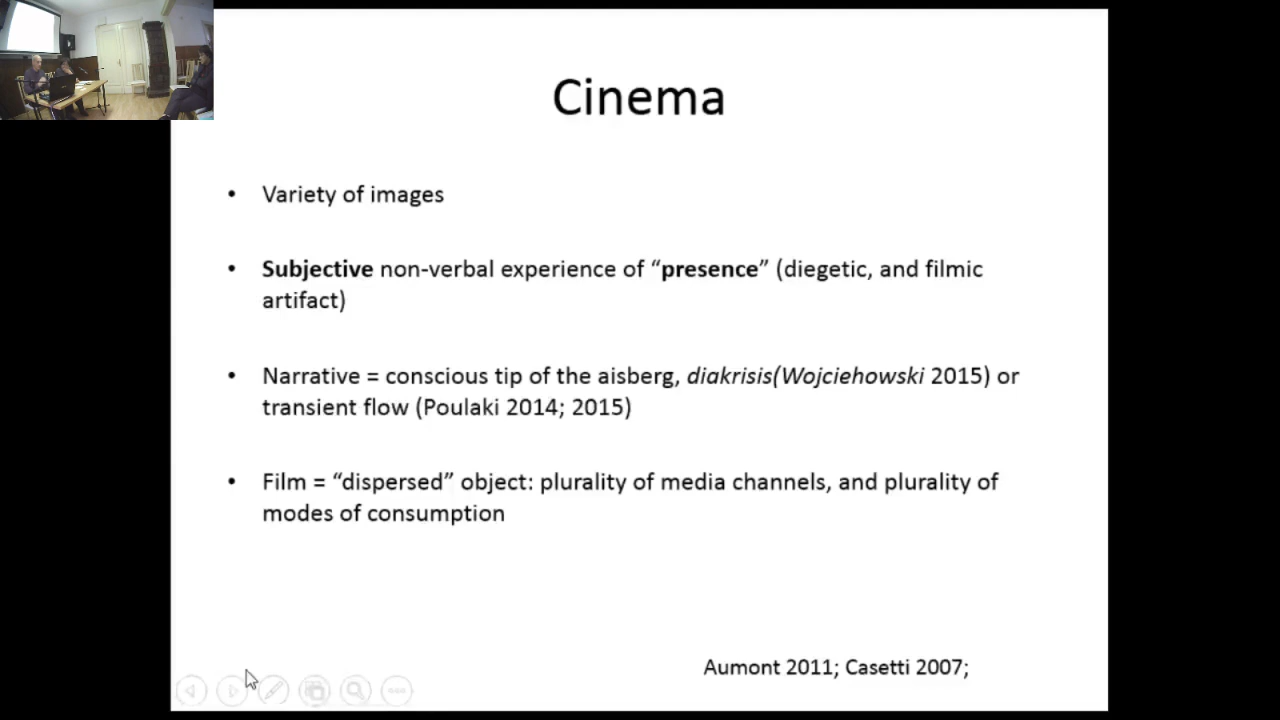 Cinema
• Variety of images
• Subjective non-verbal experience of “presence” (diegetic, and filmic
artifact)
• Narrative = conscious tip of the aisberg, diakrisis(Wojciehowski 2015) or
transient flow (Poulaki 2014; 2015)
• Film = “dispersed” object: plurality of media channels, and plurality of
modes of consumption
Aumont 2011; Casetti 2007;